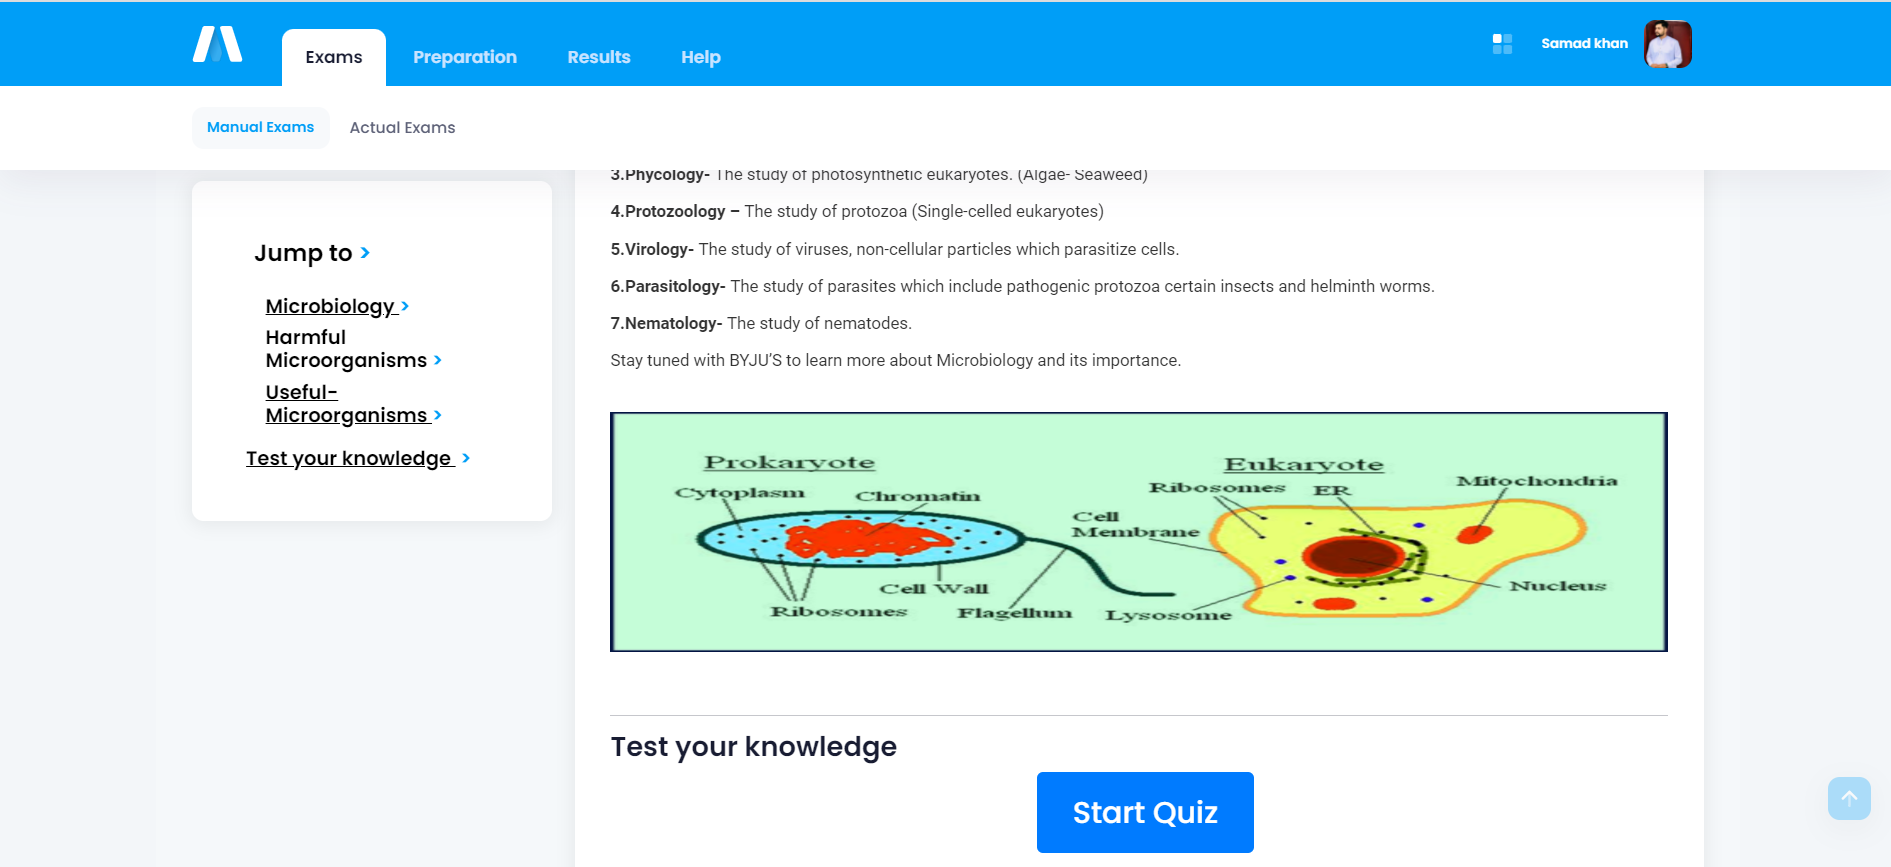 Exams
Preparation
Results
Help
Samad khan
Manual Exams
Actual Exams
Jump to >
Microbiology >
Harmful
Microorganisms >
Useful-
Microorganisms >
Test your knowledge >
3.Phycology- The study of photosynthetic eukaryotes. (Algae- Seaweed)
4.Protozoology – The study of protozoa (Single-celled eukaryotes)
5.Virology- The study of viruses, non-cellular particles which parasitize cells.
6.Parasitology- The study of parasites which include pathogenic protozoa certain insects and helminth worms.
7.Nematology- The study of nematodes.
Stay tuned with BYJU’S to learn more about Microbiology and its importance.
Prokaryote
Cytoplasm
Chromatin
Cell Wall
Ribosomes
Flagellum
Eukaryote
Ribosomes
ER
Mitochondria
Cell
Membrane
Nucleus
Lysosome
Test your knowledge
Start Quiz